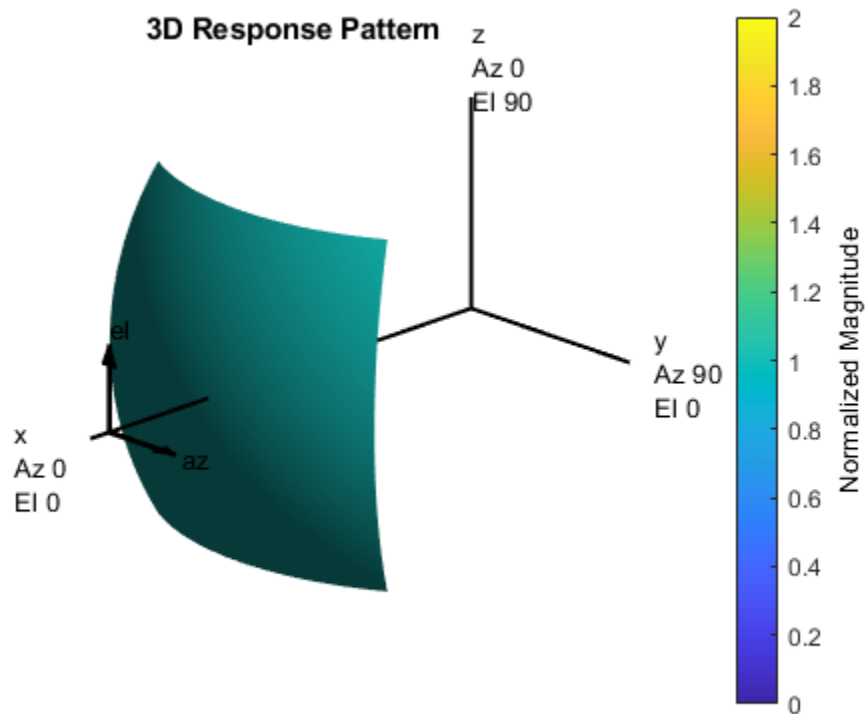 3D Response Pattern
z
Az 0
El 90
el
az
x
Az 0
El 0
y
Az 90
El 0
2
1.8
1.6
1.4
1.2
1
0.8
0.6
0.4
0.2
0
Normalized Magnitude